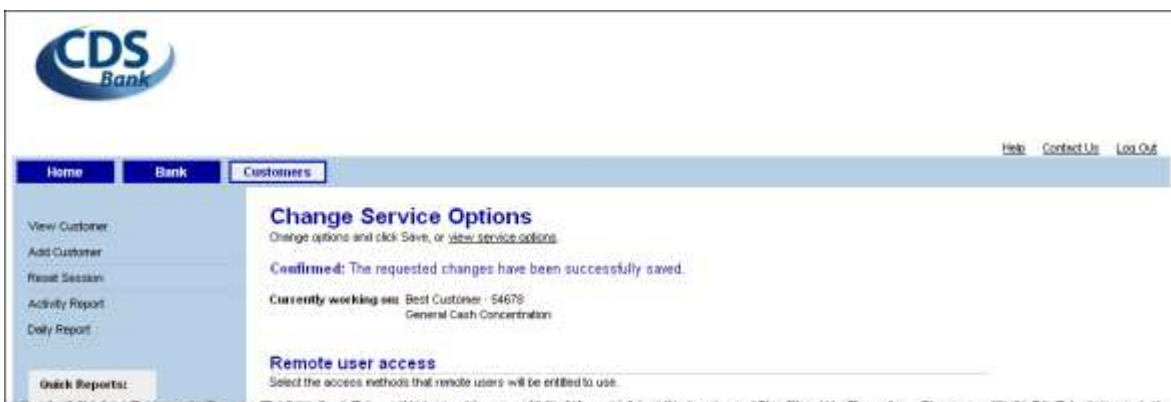 CDS
Bank
Help Contact Us Log Out
Home Bank Customers
View Customer
Add Customer
Reset Session
Activity Report
Daily Report
Quick Reports:
Change Service Options
Change options and click Save, or view service options.
Confirmed: The requested changes have been successfully saved.
Currently working on: Best Customer - 54678
General Cash Concentration
Remote user access
Select the access methods that remote users will be entitled to use.